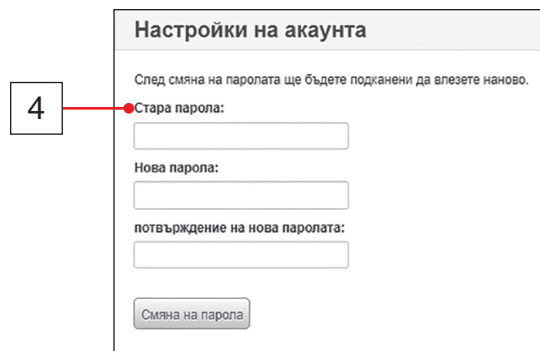 Настройки на акаунта
След смяна на паролата ще бъдете подканени да влезете наново.
4
Стара парола:
Нова парола:
потвърждение на нова паролата:
Смяна на парола